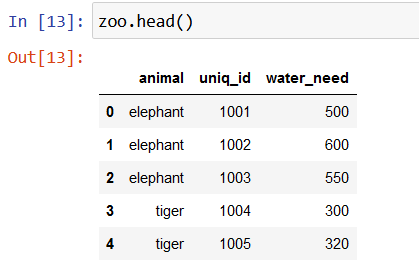 In [13]: zoo.head()
Out[13]:
animal uniq_id water_need
0 elephant 1001 500
1 elephant 1002 600
2 elephant 1003 550
3 tiger 1004 300
4 tiger 1005 320